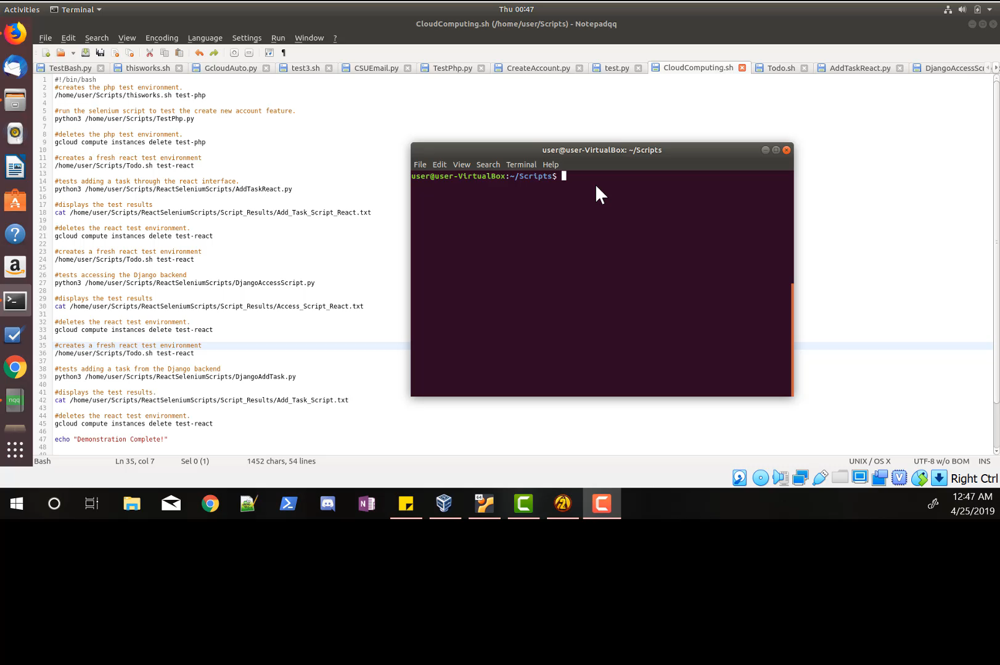 Activities
Terminal
Thu 00:47
CloudComputing.sh (/home/user/Scripts) - Notepadqq
File Edit Search View Encoding Language Settings Run Window ?
TestBash.py thisworks.sh GcloudAuto.py test3.sh CSUEmail.py TestPhp.py CreateAccount.py test.py CloudComputing.sh Todo.sh AddTaskReact.py DjangoAccessScr
1 #!/bin/bash
2 #creates the php test environment.
3 /home/user/Scripts/thisworks.sh test-php
4
5 #run the selenium script to test the create new account feature.
6 python3 /home/user/Scripts/TestPhp.py
7
8 #deletes the php test environment.
9 gcloud compute instances delete test-php
10
11 #creates a fresh react test environment
12 /home/user/Scripts/Todo.sh test-react
13
14 #tests adding a task through the react interface.
15 python3 /home/user/Scripts/ReactSeleniumScripts/AddTaskReact.py
16
17 #displays the test results
18 cat /home/user/Scripts/ReactSeleniumScripts/Script_Results/Add_Task_Script_React.txt
19
20 #deletes the react test environment.
21 gcloud compute instances delete test-react
22
23 #creates a fresh react test environment
24 /home/user/Scripts/Todo.sh test-react
25
26 #tests accessing the Django backend
27 python3 /home/user/Scripts/ReactSeleniumScripts/DjangoAccessScript.py
28
29 #displays the test results
30 cat /home/user/Scripts/ReactSeleniumScripts/Script_Results/Access_Script_React.txt
31
32 #deletes the react test environment.
33 gcloud compute instances delete test-react
34
35 #creates a fresh react test environment
36 /home/user/Scripts/Todo.sh test-react
37
38 #tests adding a task from the Django backend
39 python3 /home/user/Scripts/ReactSeleniumScripts/DjangoAddTask.py
40
41 #displays the test results.
42 cat /home/user/Scripts/ReactSeleniumScripts/Script_Results/Add_Task_Script.txt
43
44 #deletes the react test environment.
45 gcloud compute instances delete test-react
46
47 echo "Demonstration Complete!"
48
49
user@user-VirtualBox: ~/Scripts
File Edit View Search Terminal Help
user@user-VirtualBox:~/Scripts$
Bash
Ln 35, col 7
Sel 0 (1)
1452 chars, 54 lines
UNIX / OS X
UTF-8 w/o BOM
INS
nqq
Right Ctrl
64
12:47 AM
4/25/2019